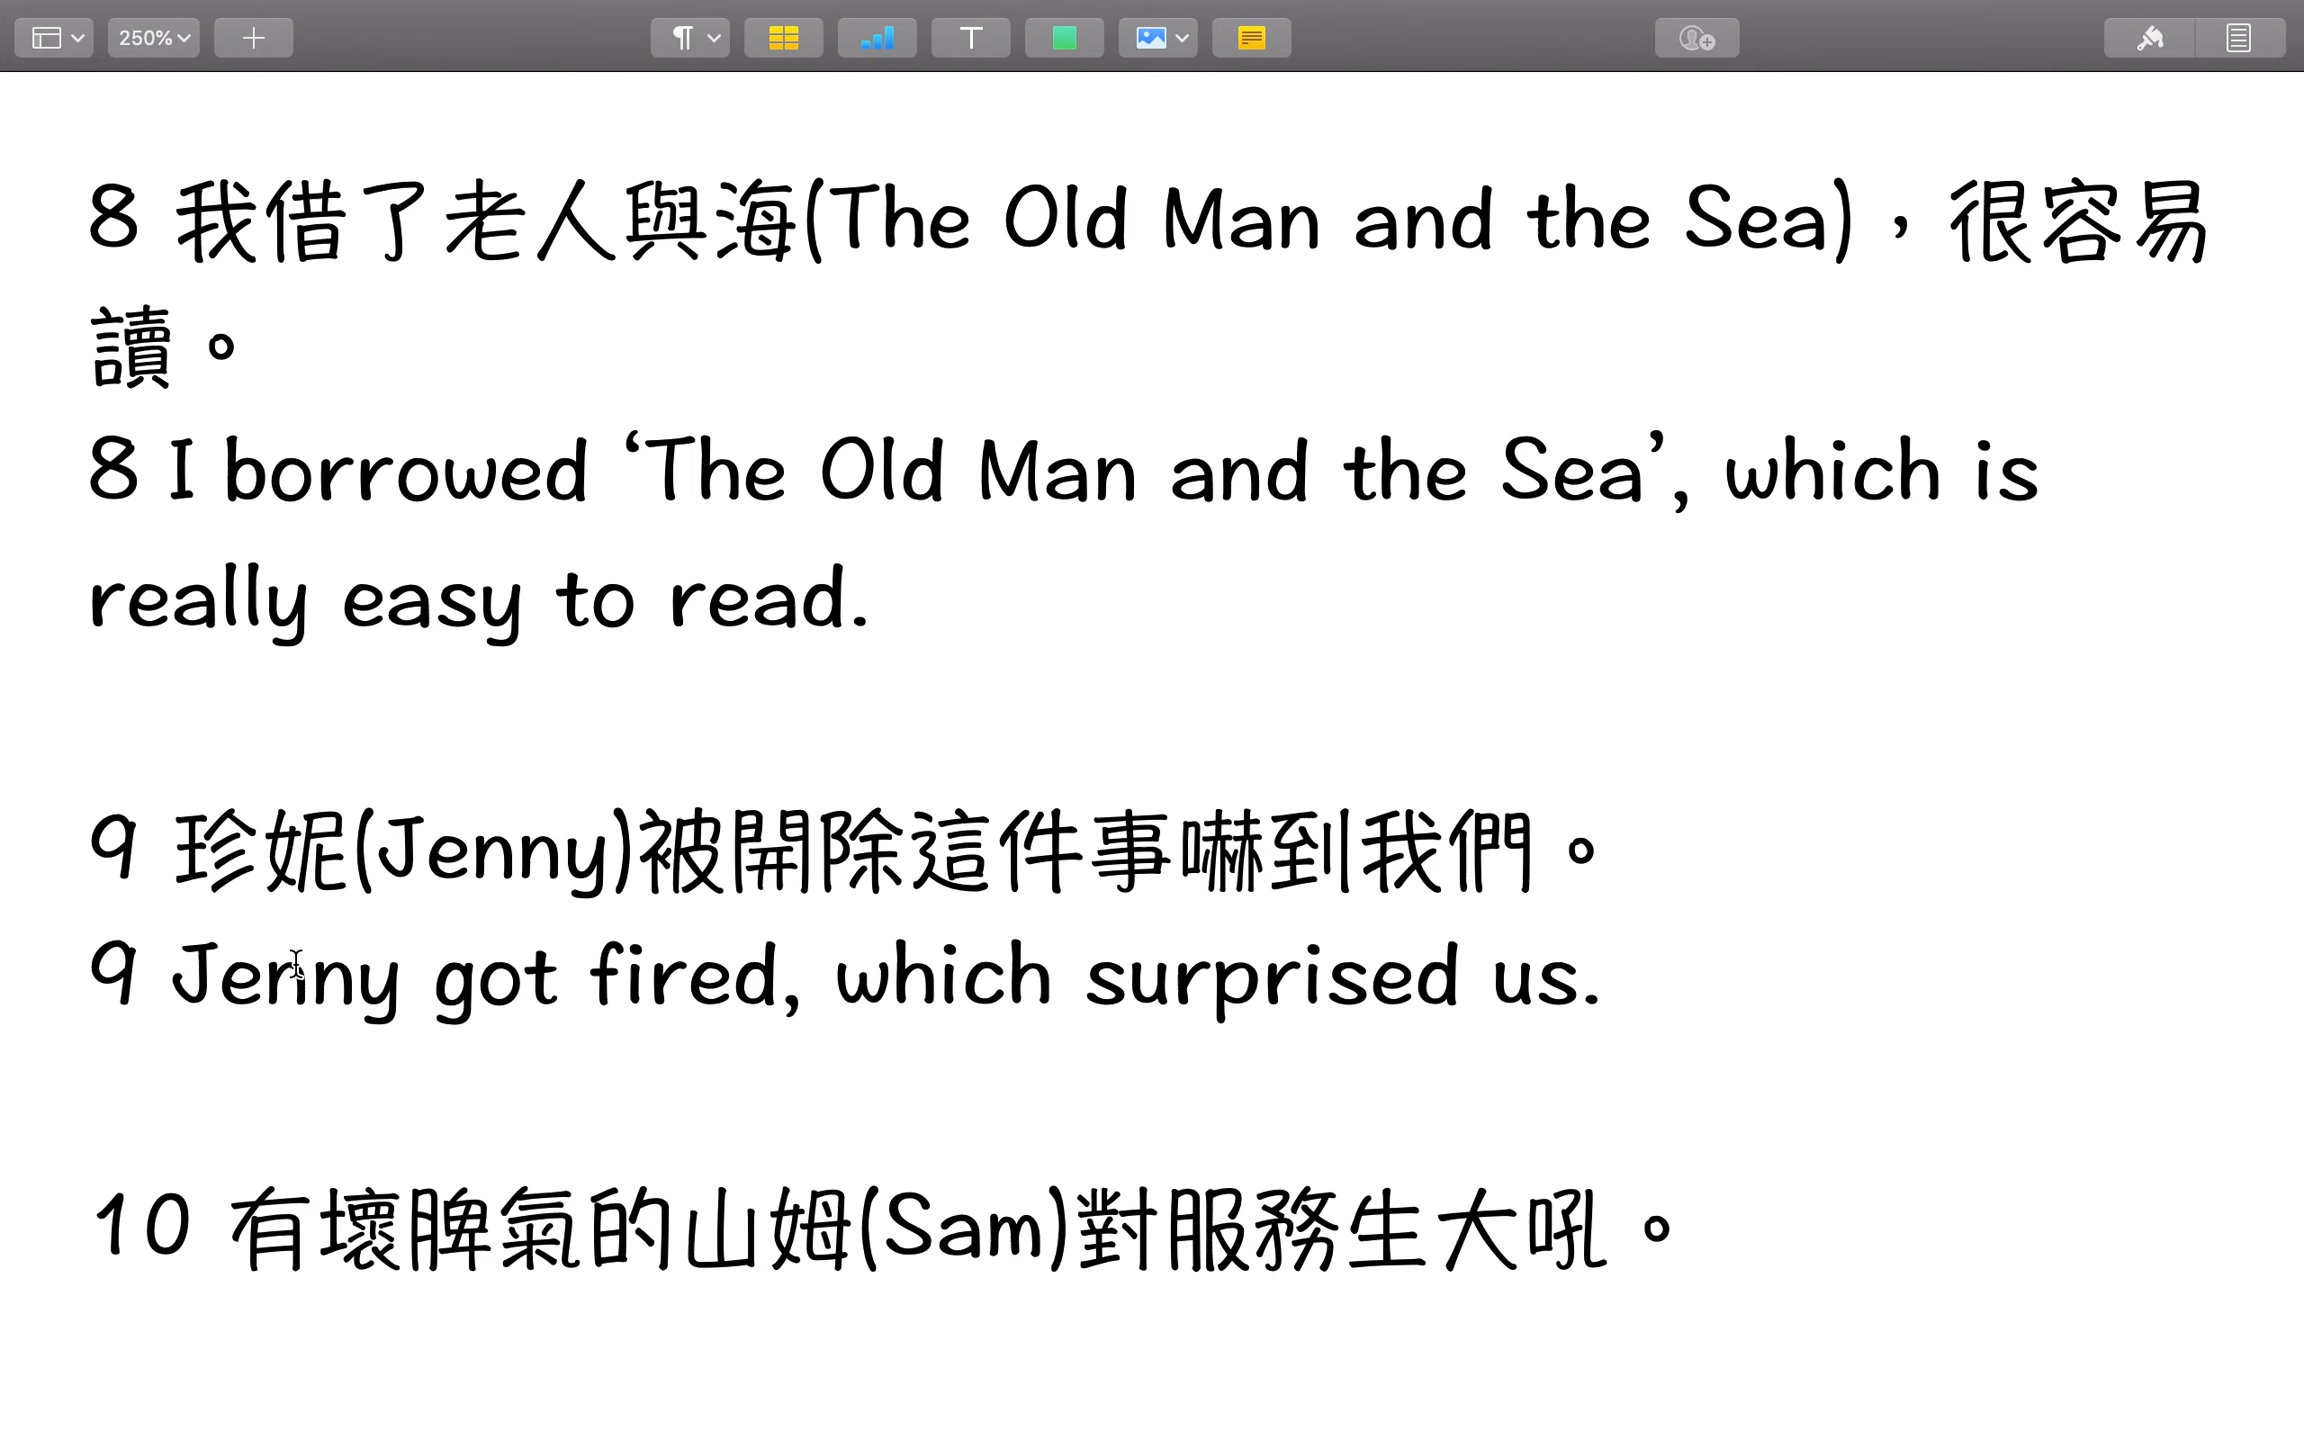 250%
8 我借了老人與海(The Old Man and the Sea)，很容易
讀。
8 I borrowed ‘The Old Man and the Sea’, which is
really easy to read.
9 珍妮(Jenny)被開除這件事嚇到我們。
9 Jenny got fired, which surprised us.
10 有壞脾氣的山姆(Sam)對服務生大吼。